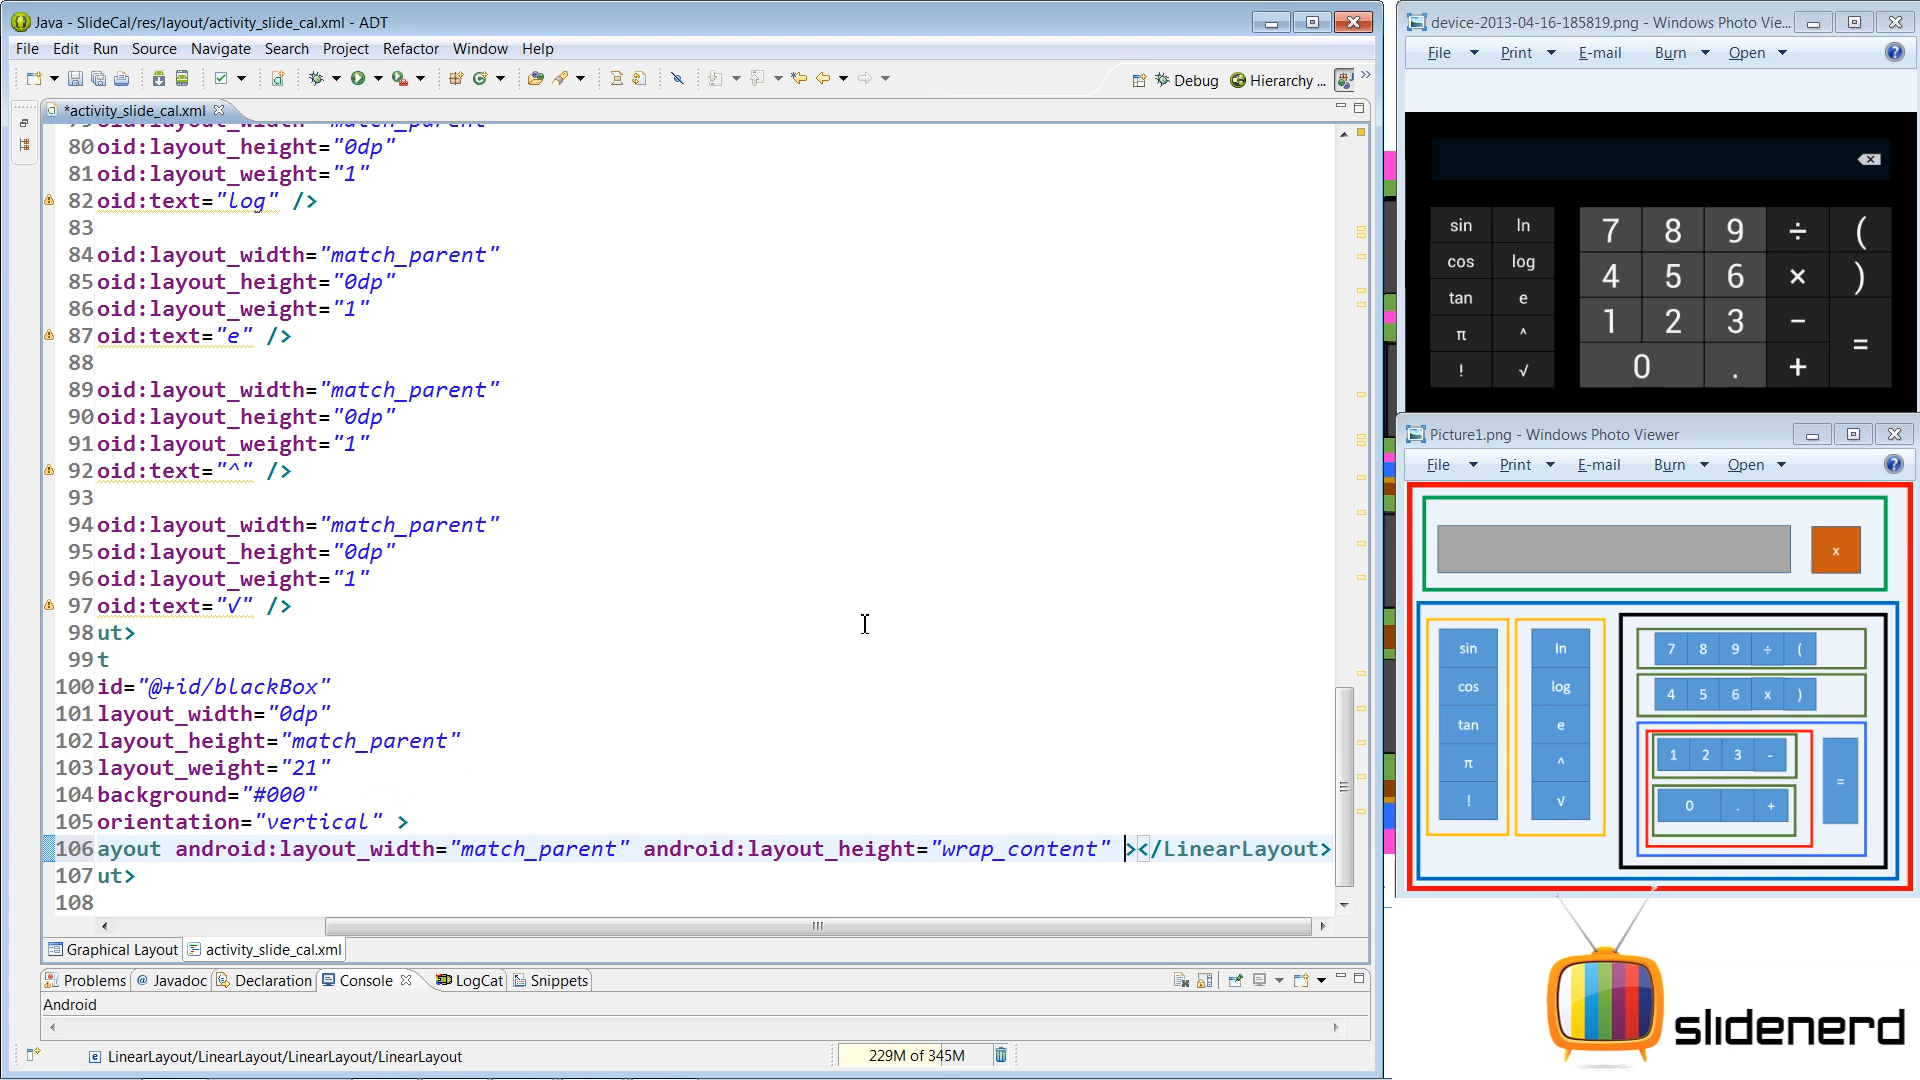 Java - SlideCal/res/layout/activity_slide_cal.xml - ADT
File Edit Run Source Navigate Search Project Refactor Window Help
Debug Hierarchy ...
*activity_slide_cal.xml
80 oid:layout_height="0dp"
81 oid:layout_weight="1"
82 oid:text="log" />
83
84 oid:layout_width="match_parent"
85 oid:layout_height="0dp"
86 oid:layout_weight="1"
87 oid:text="e" />
88
89 oid:layout_width="match_parent"
90 oid:layout_height="0dp"
91 oid:layout_weight="1"
92 oid:text="^" />
93
94 oid:layout_width="match_parent"
95 oid:layout_height="0dp"
96 oid:layout_weight="1"
97 oid:text="√" />
98 ut>
99 t
100 id="@+id/blackBox"
101 layout_width="0dp"
102 layout_height="match_parent"
103 layout_weight="21"
104 background="#000"
105 orientation="vertical" >
106 ayout android:layout_width="match_parent" android:layout_height="wrap_content" ></LinearLayout>
107 ut>
108
Graphical Layout activity_slide_cal.xml
Problems @ Javadoc Declaration Console LogCat Snippets
Android
LinearLayout/LinearLayout/LinearLayout/LinearLayout
229M of 345M
device-2013-04-16-185819.png - Windows Photo Vie...
File Print E-mail Burn Open
sin ln 7 8 9 ÷ (
cos log 4 5 6 × )
tan e 1 2 3 −
π ^ =
! √ 0 . +
Picture1.png - Windows Photo Viewer
File Print E-mail Burn Open
x
sin ln 7 8 9 ÷ (
cos log 4 5 6 x )
tan e 1 2 3 -
π ^ =
! √ 0 . +
slidenerd